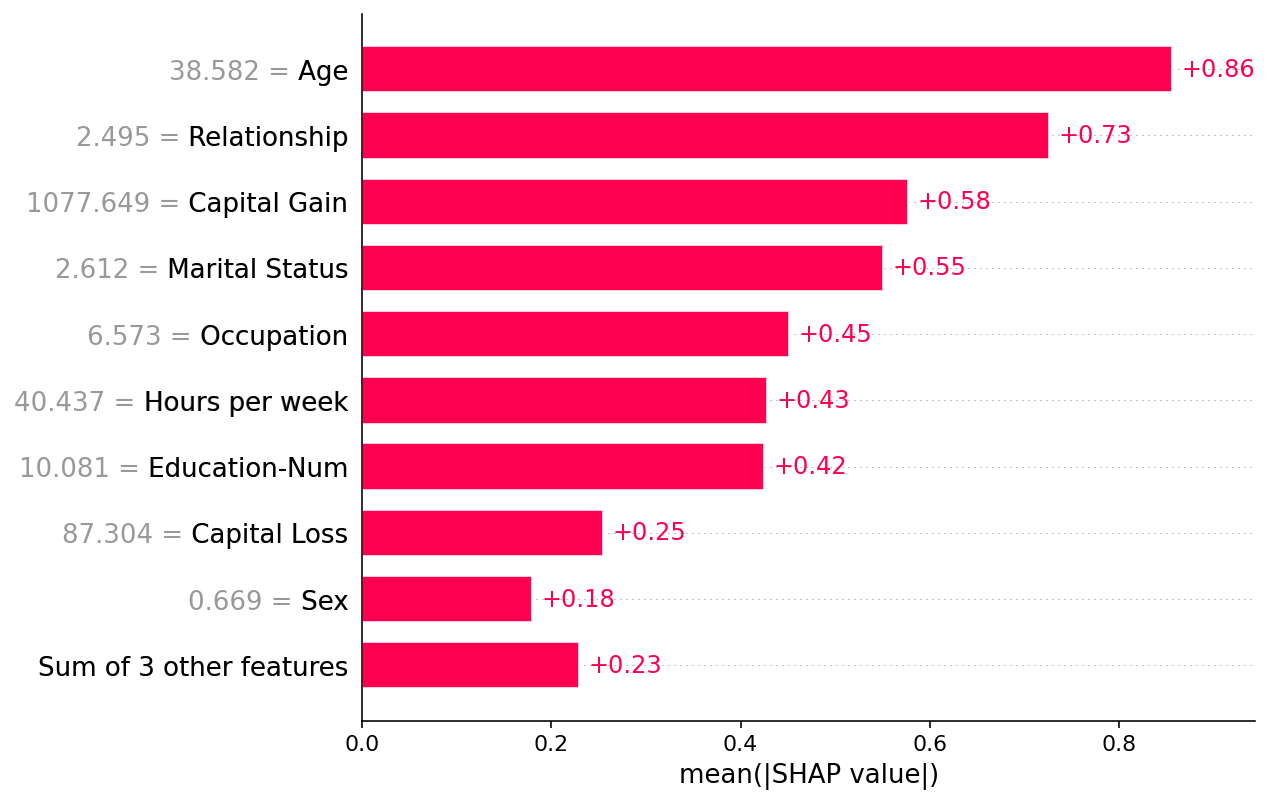 38.582 = Age +0.86
2.495 = Relationship +0.73
1077.649 = Capital Gain +0.58
2.612 = Marital Status +0.55
6.573 = Occupation +0.45
40.437 = Hours per week +0.43
10.081 = Education-Num +0.42
87.304 = Capital Loss +0.25
0.669 = Sex +0.18
Sum of 3 other features +0.23
0.0 0.2 0.4 0.6 0.8
mean(|SHAP value|)